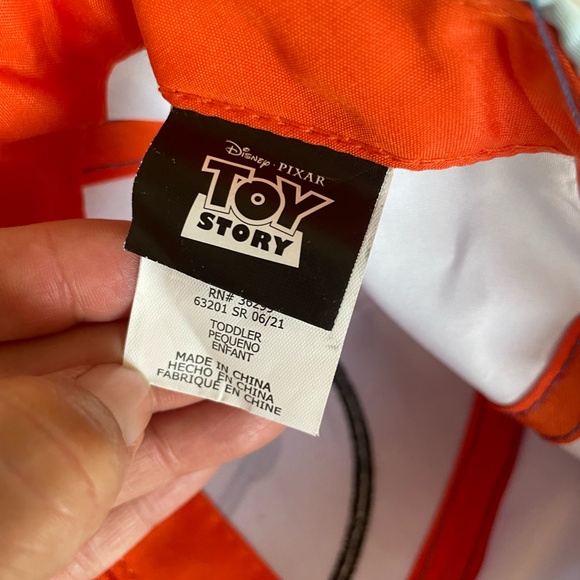 Disney · PIXAR
TOY
STORY
RN#
63201 SR 06/21
TODDLER
PEQUENO
ENFANT
MADE IN CHINA
HECHO EN CHINA
FABRIQUÉ EN CHINE